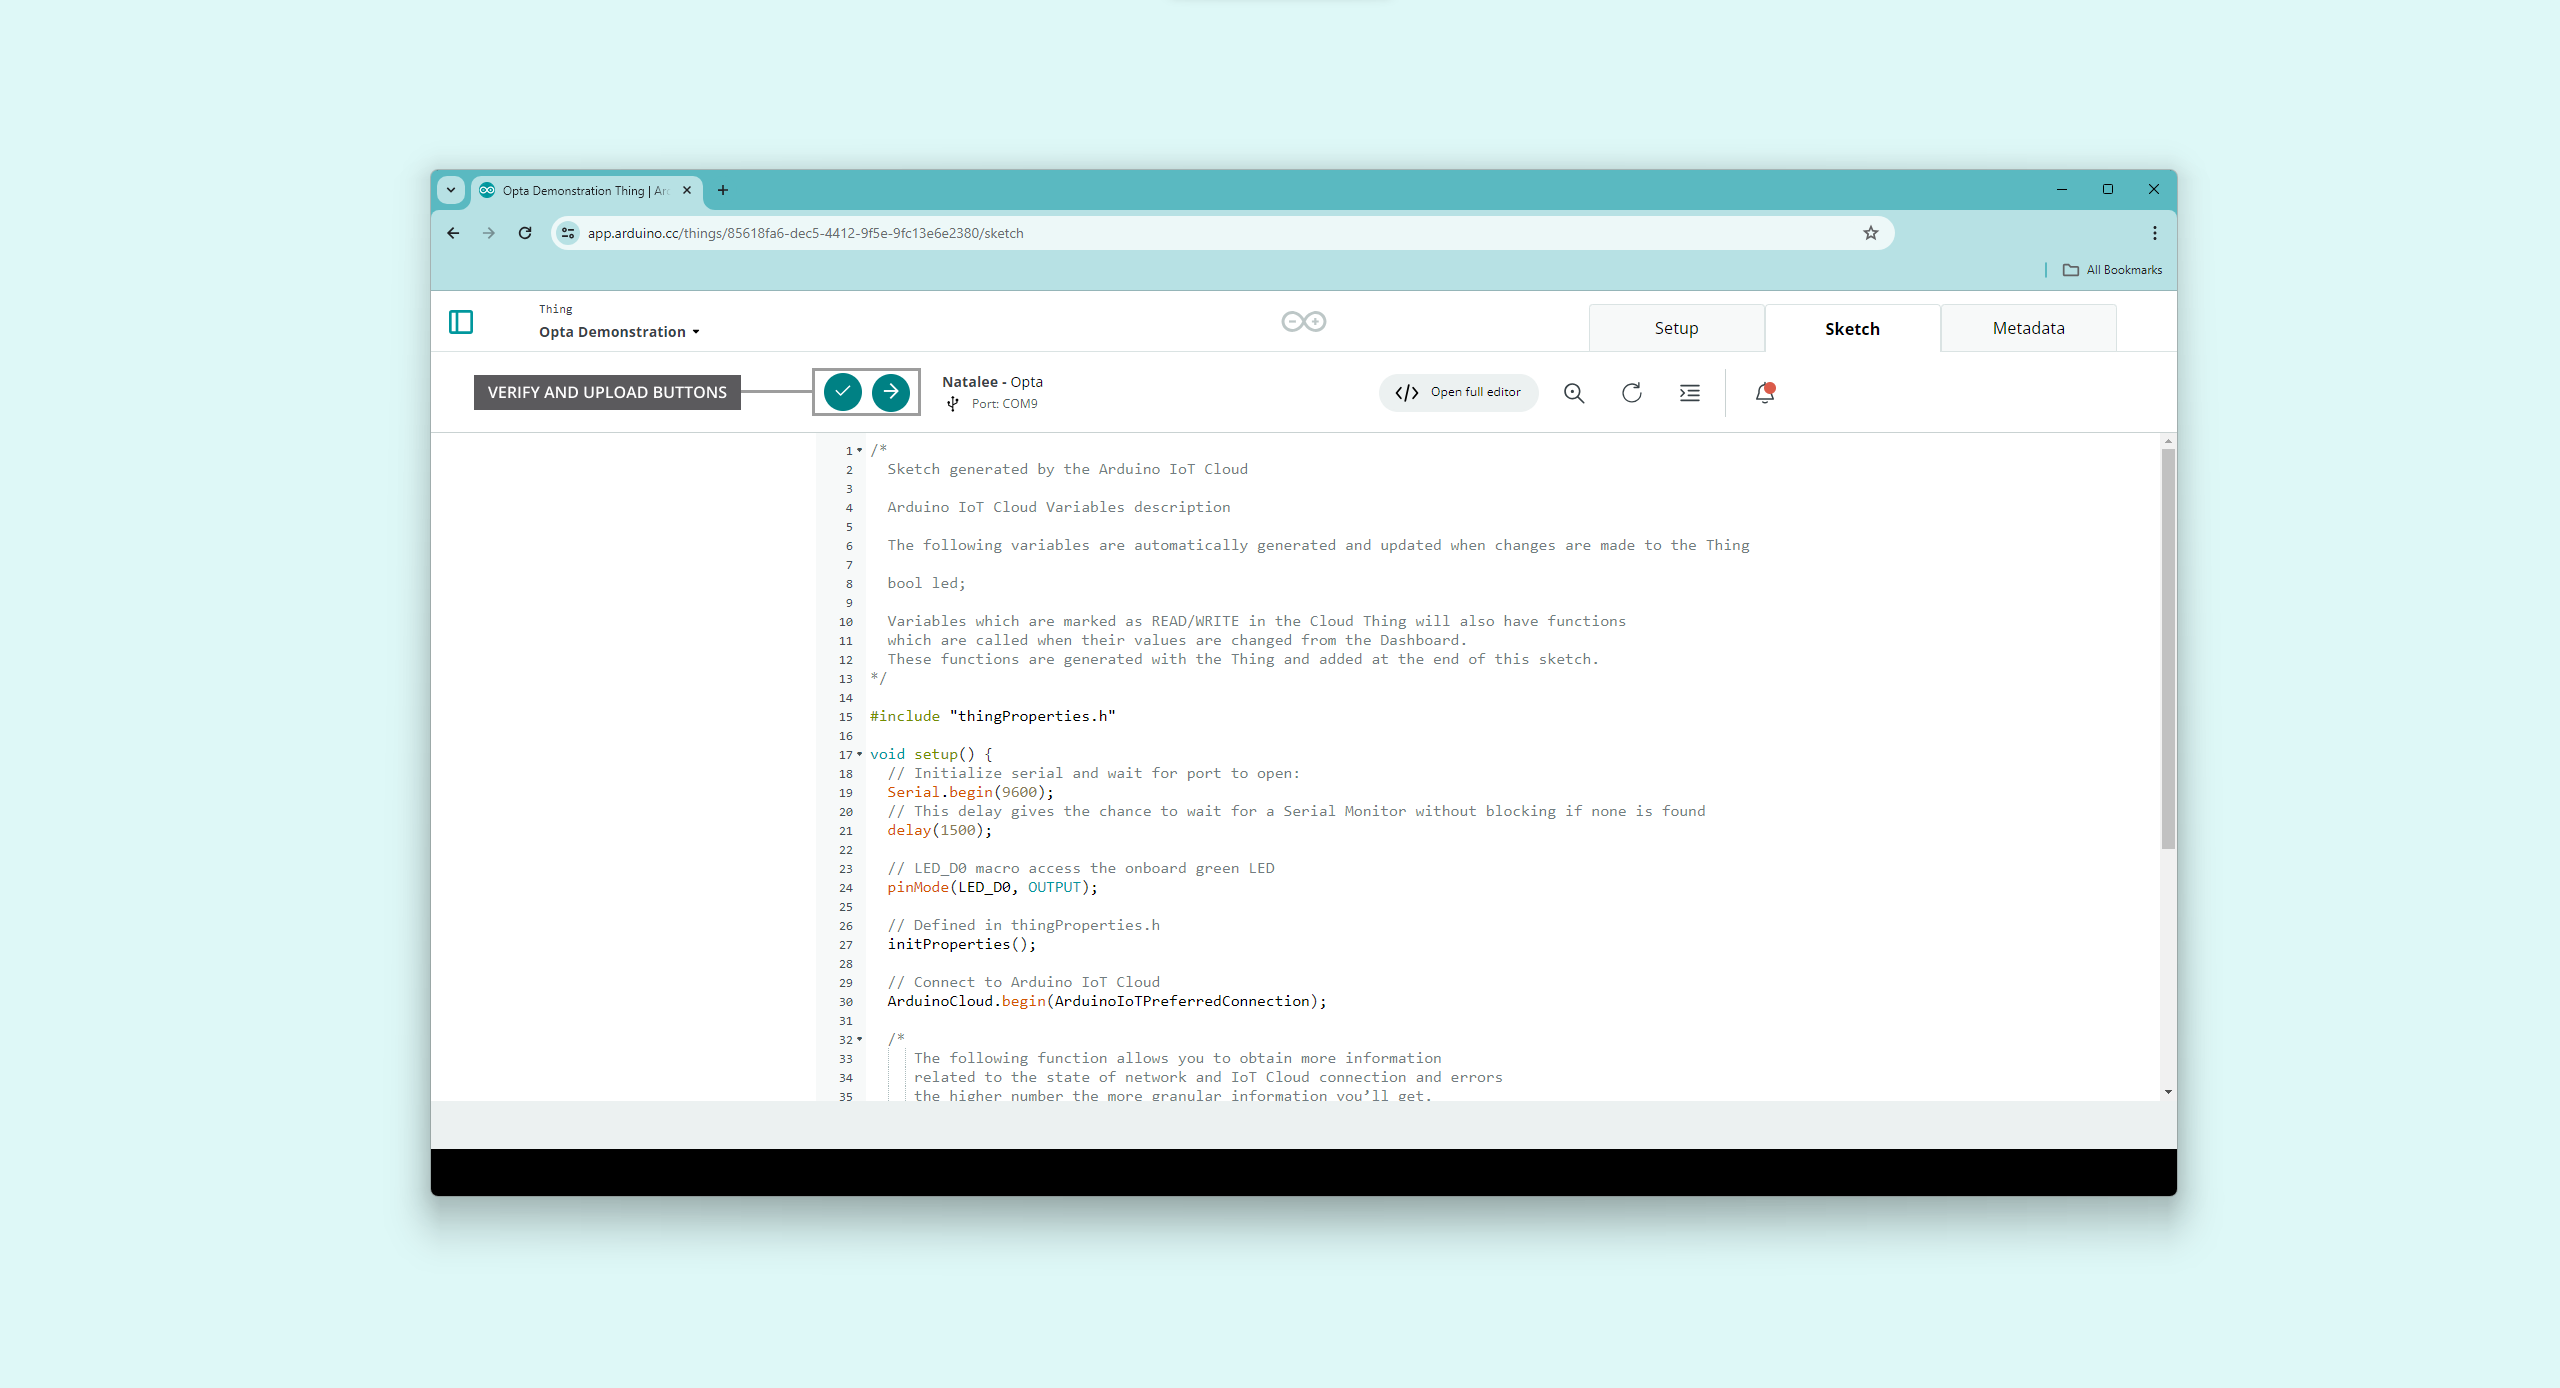 Opta Demonstration Thing | Ar
app.arduino.cc/things/85618fa6-dec5-4412-9f5e-9fc13e6e2380/sketch
All Bookmarks
Thing
Opta Demonstration
Setup
Sketch
Metadata
VERIFY AND UPLOAD BUTTONS
Natalee - Opta
Port: COM9
Open full editor
1 /*
2 Sketch generated by the Arduino IoT Cloud
3
4 Arduino IoT Cloud Variables description
5
6 The following variables are automatically generated and updated when changes are made to the Thing
7
8 bool led;
9
10 Variables which are marked as READ/WRITE in the Cloud Thing will also have functions
11 which are called when their values are changed from the Dashboard.
12 These functions are generated with the Thing and added at the end of this sketch.
13 */
14
15 #include "thingProperties.h"
16
17 void setup() {
18 // Initialize serial and wait for port to open:
19 Serial.begin(9600);
20 // This delay gives the chance to wait for a Serial Monitor without blocking if none is found
21 delay(1500);
22
23 // LED_D0 macro access the onboard green LED
24 pinMode(LED_D0, OUTPUT);
25
26 // Defined in thingProperties.h
27 initProperties();
28
29 // Connect to Arduino IoT Cloud
30 ArduinoCloud.begin(ArduinoIoTPreferredConnection);
31
32 /*
33 The following function allows you to obtain more information
34 related to the state of network and IoT Cloud connection and errors
35 the higher number the more granular information you’ll get.